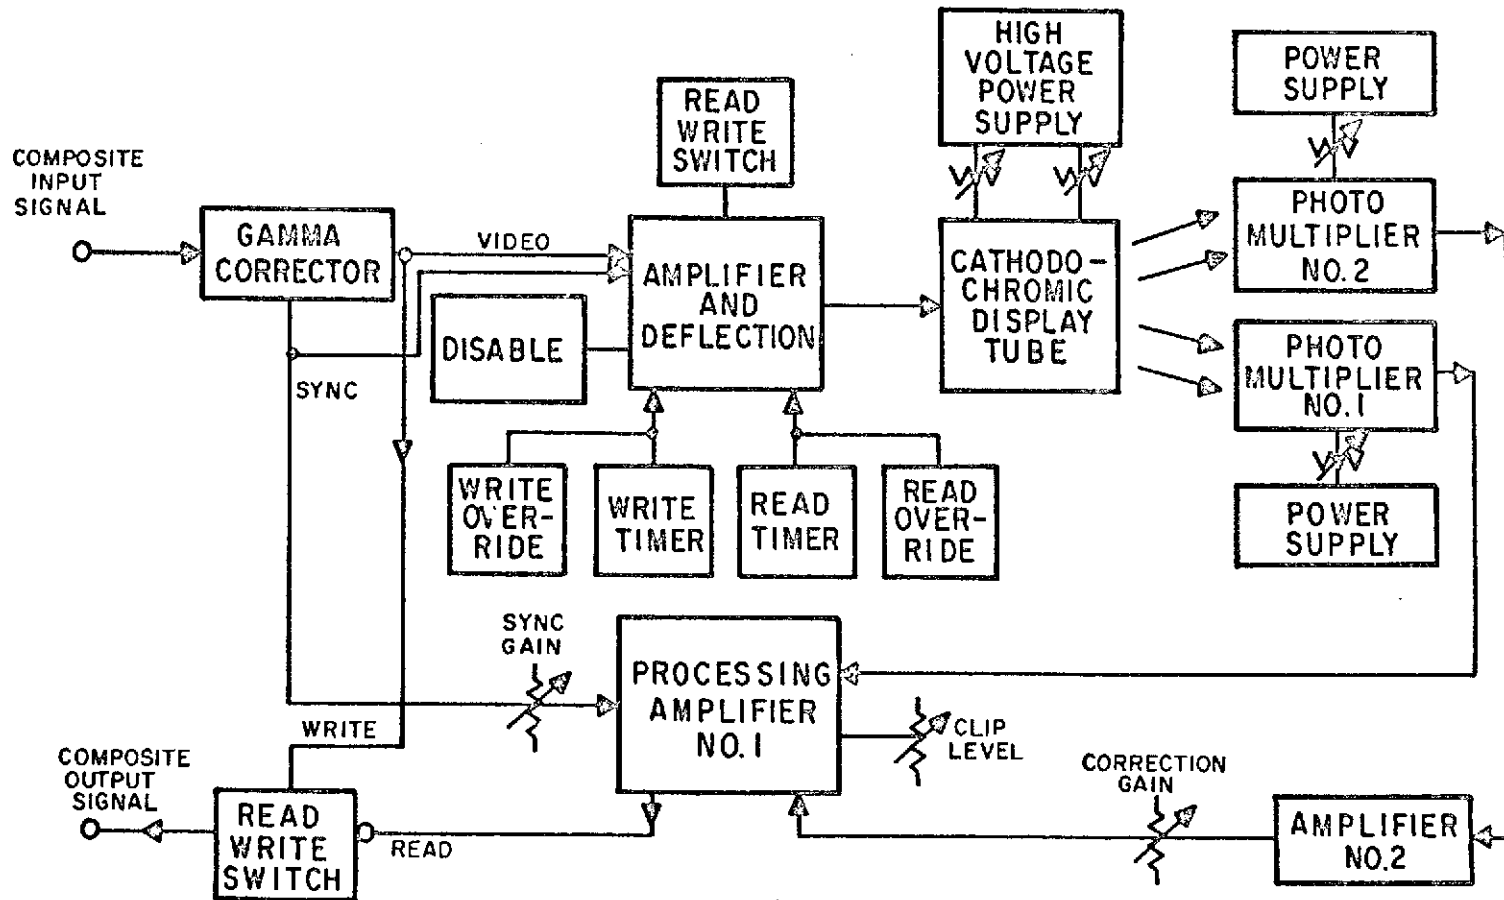 HIGH
VOLTAGE
POWER
SUPPLY
POWER
SUPPLY
READ
WRITE
SWITCH
COMPOSITE
INPUT
SIGNAL
GAMMA
CORRECTOR
VIDEO
AMPLIFIER
AND
DEFLECTION
CATHODO-
CHROMIC
DISPLAY
TUBE
PHOTO
MULTIPLIER
NO.2
DISABLE
SYNC
PHOTO
MULTIPLIER
NO.1
WRITE
OVER-
RIDE
WRITE
TIMER
READ
TIMER
READ
OVER-
RIDE
POWER
SUPPLY
SYNC
GAIN
PROCESSING
AMPLIFIER
NO.1
CLIP
LEVEL
WRITE
COMPOSITE
OUTPUT
SIGNAL
READ
WRITE
SWITCH
READ
CORRECTION
GAIN
AMPLIFIER
NO.2